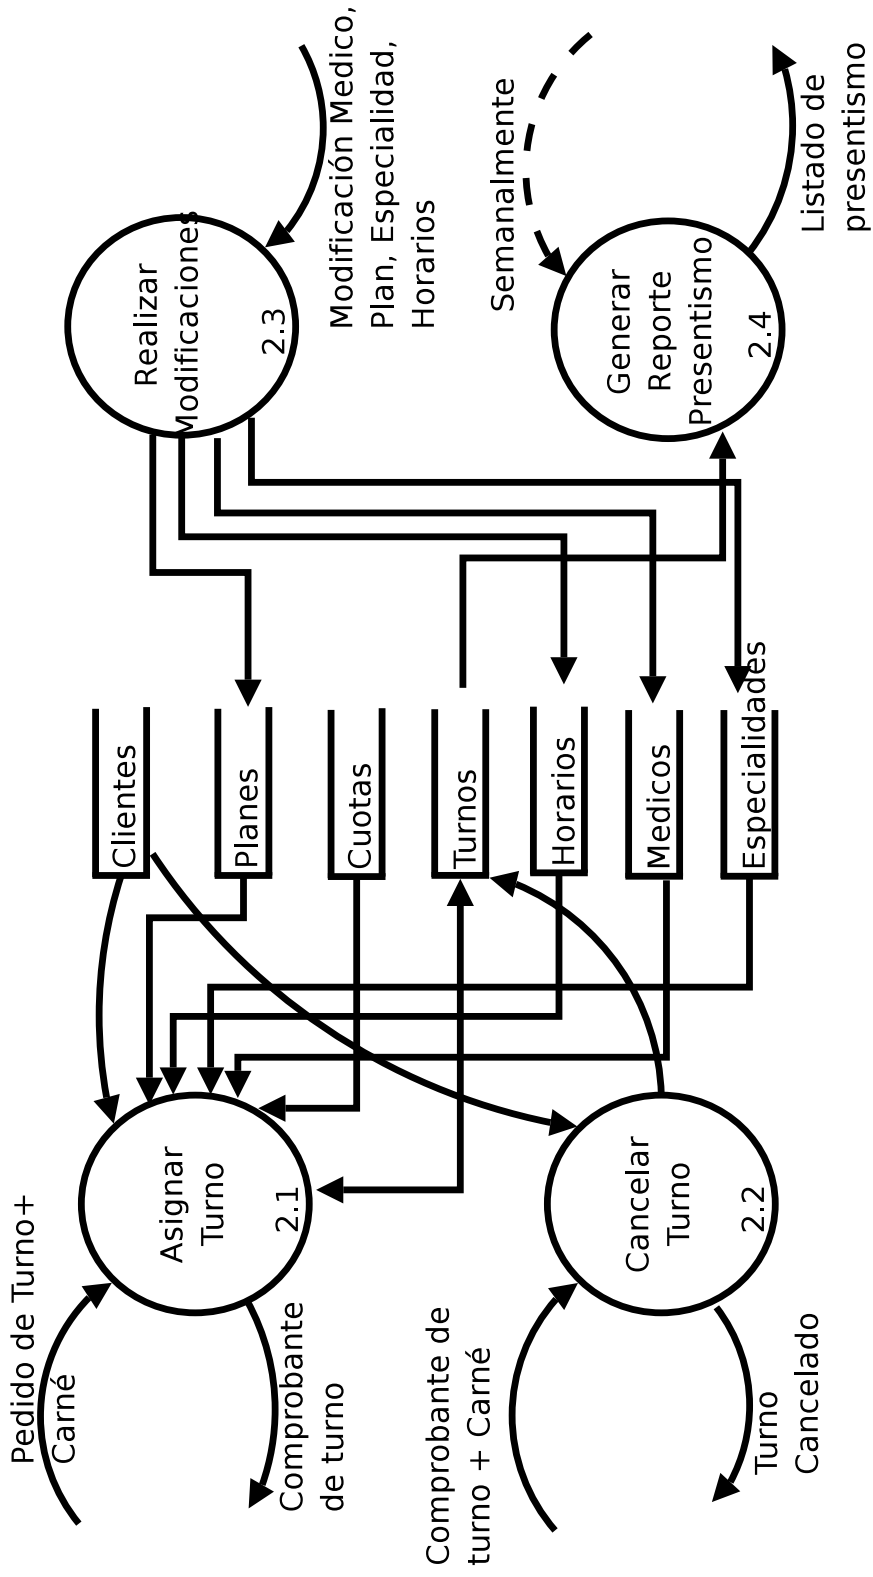 Pedido de Turno+
Carné
Asignar
Turno
2.1
Comprobante
de turno
Comprobante de
turno + Carné
Cancelar
Turno
2.2
Turno
Cancelado
Clientes
Planes
Cuotas
Turnos
Horarios
Medicos
Especialidades
Realizar
Modificaciones
2.3
Modificación Medico,
Plan, Especialidad,
Horarios
Semanalmente
Generar
Reporte
Presentismo
2.4
Listado de
presentismo